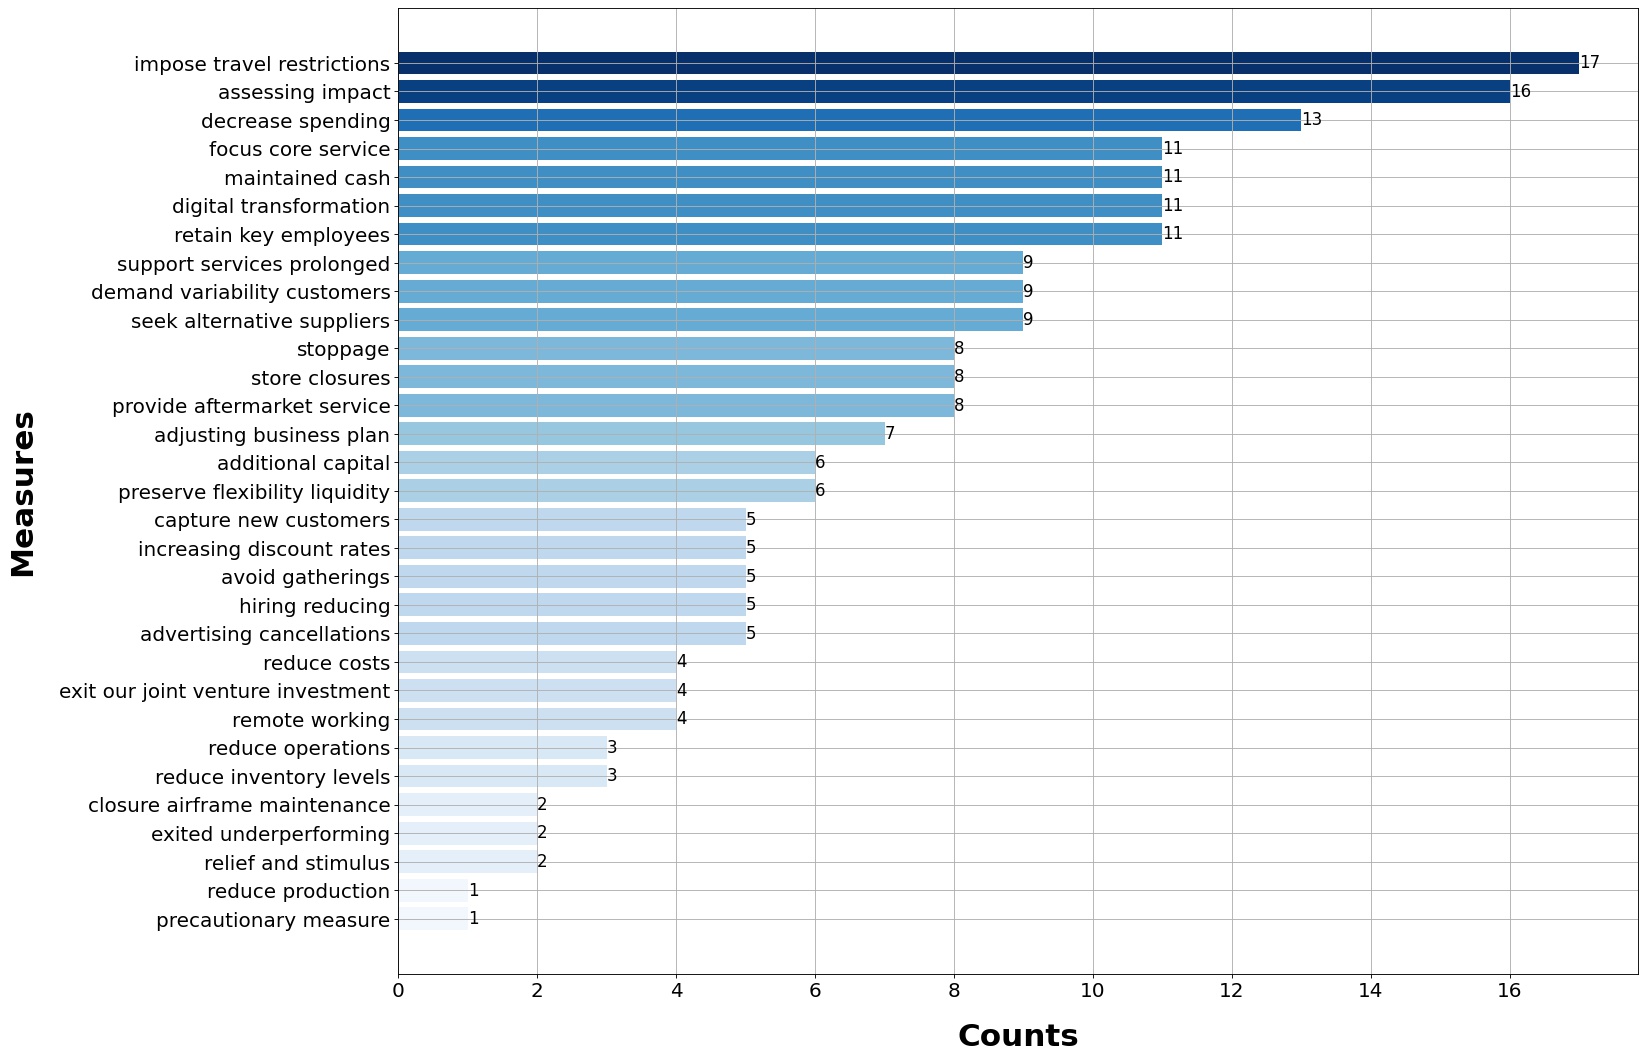 impose travel restrictions 17
assessing impact 16
decrease spending 13
focus core service 11
maintained cash 11
digital transformation 11
retain key employees 11
support services prolonged 9
demand variability customers 9
seek alternative suppliers 9
stoppage 8
store closures 8
provide aftermarket service 8
adjusting business plan 7
additional capital 6
preserve flexibility liquidity 6
capture new customers 5
increasing discount rates 5
avoid gatherings 5
hiring reducing 5
advertising cancellations 5
reduce costs 4
exit our joint venture investment 4
remote working 4
reduce operations 3
reduce inventory levels 3
closure airframe maintenance 2
exited underperforming 2
relief and stimulus 2
reduce production 1
precautionary measure 1
Measures
0 2 4 6 8 10 12 14 16
Counts